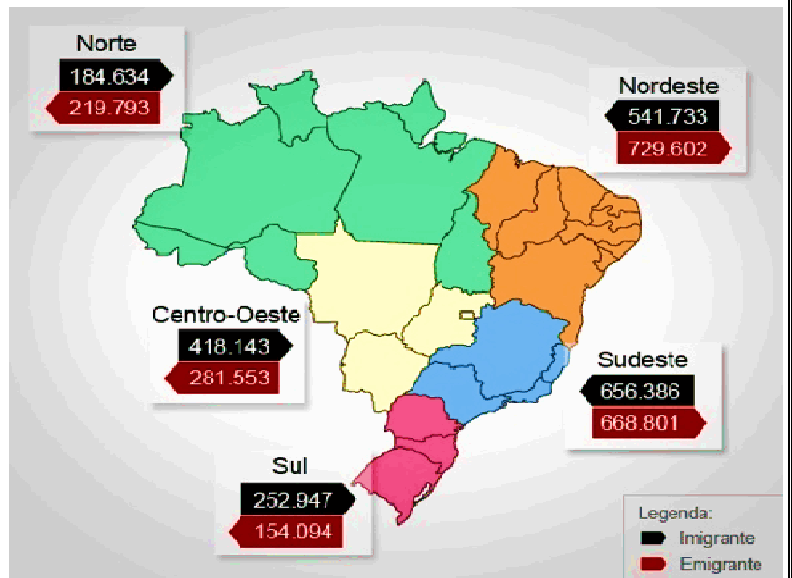 Norte
184.634
219.793
Nordeste
541.733
729.602
Centro-Oeste
418.143
281.553
Sudeste
656.386
668.801
Sul
252.947
154.094
Legenda:
Imigrante
Emigrante